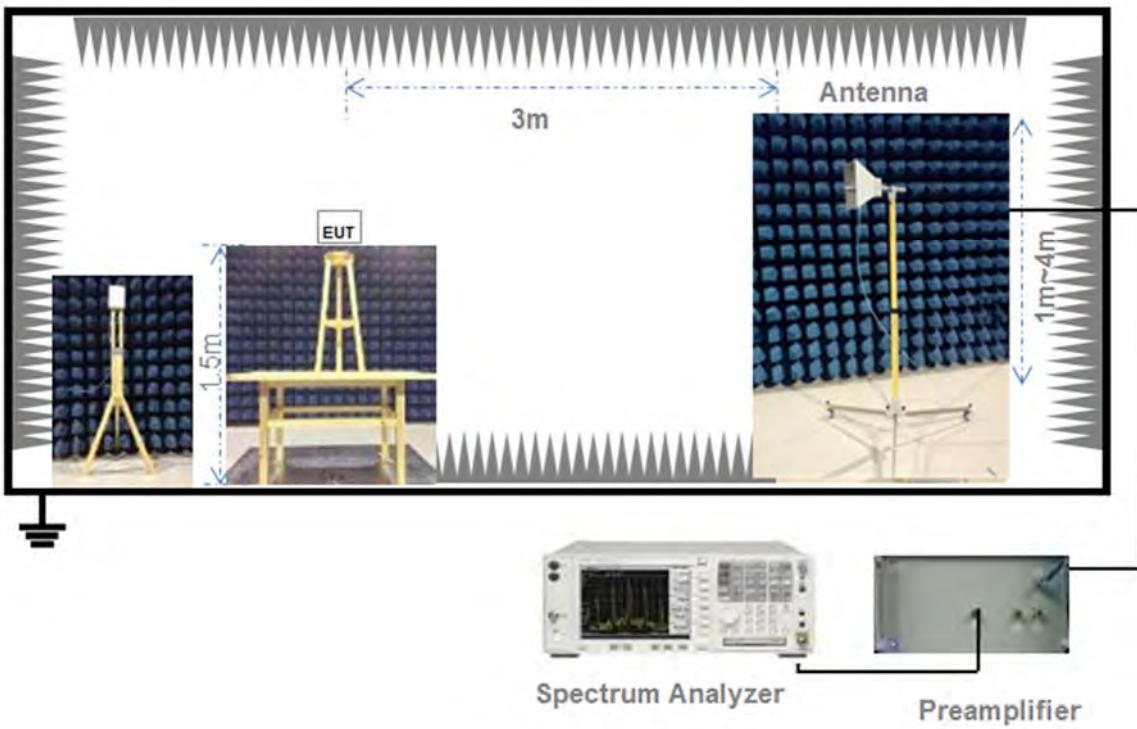 Antenna
3m
EUT
1.5m
1m~4m
Spectrum Analyzer
Preamplifier